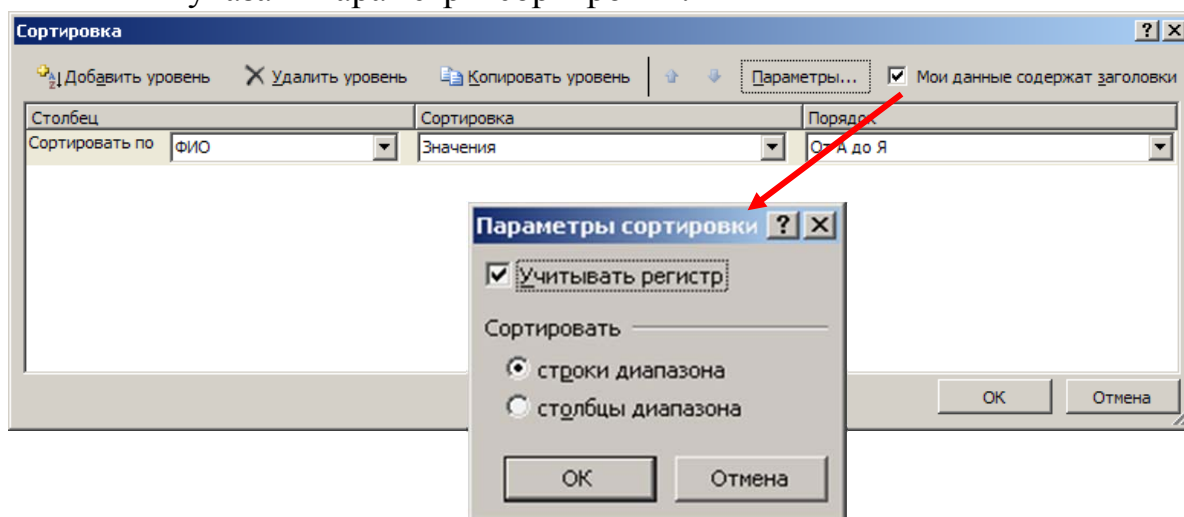 Сортировка
Добавить уровень Удалить уровень Копировать уровень Параметры... Мои данные содержат заголовки
Столбец Сортировка Порядок
Сортировать по ФИО Значения От А до Я
Параметры сортировки
Учитывать регистр
Сортировать
строки диапазона
столбцы диапазона
ОК Отмена
ОК Отмена